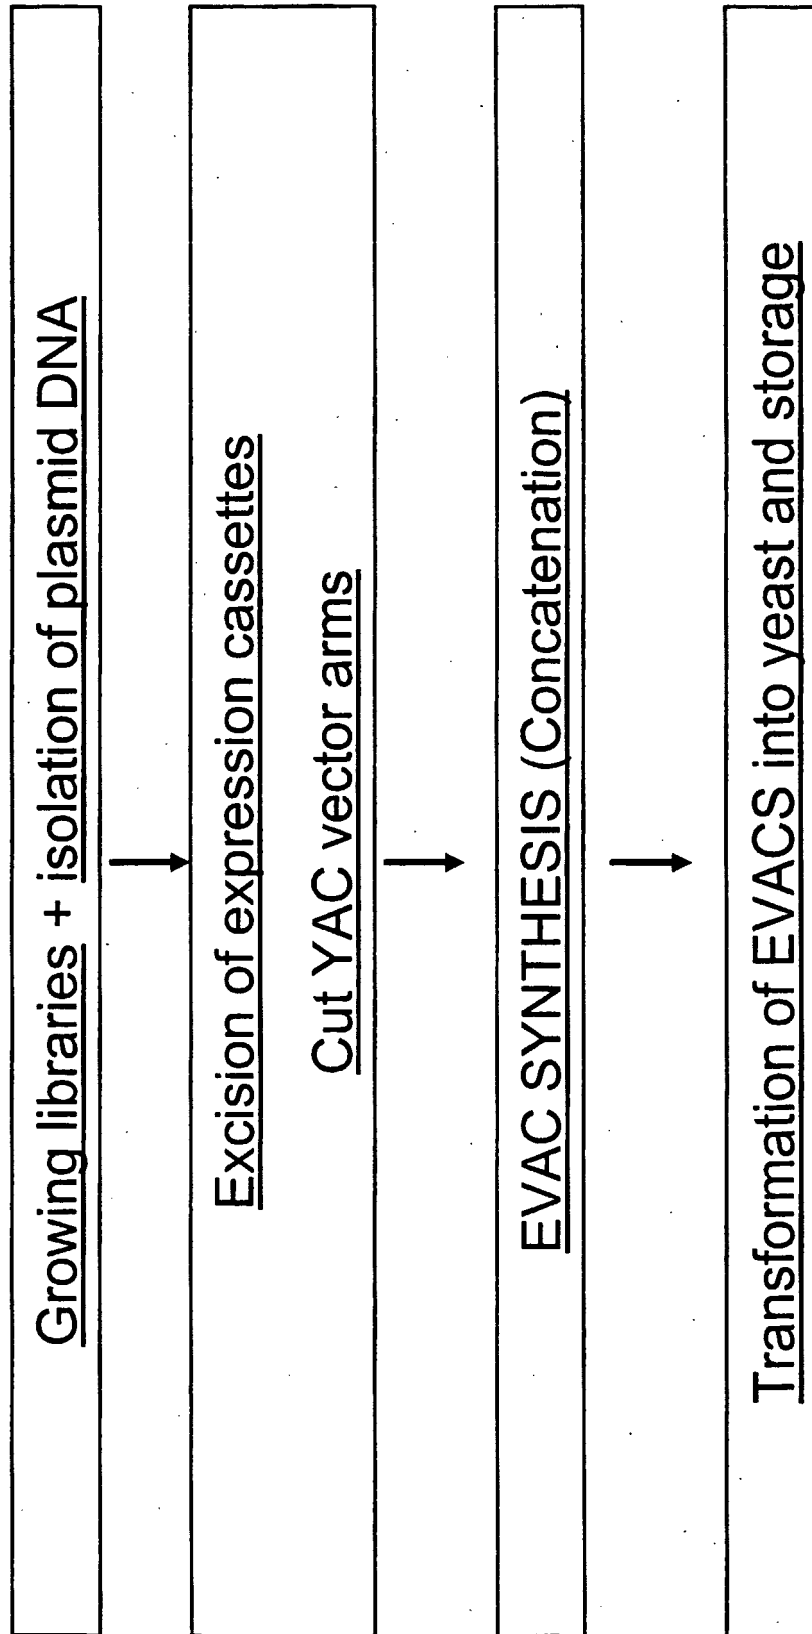 Growing libraries + isolation of plasmid DNA
Excision of expression cassettes
Cut YAC vector arms
EVAC SYNTHESIS (Concatenation)
Transformation of EVACS into yeast and storage